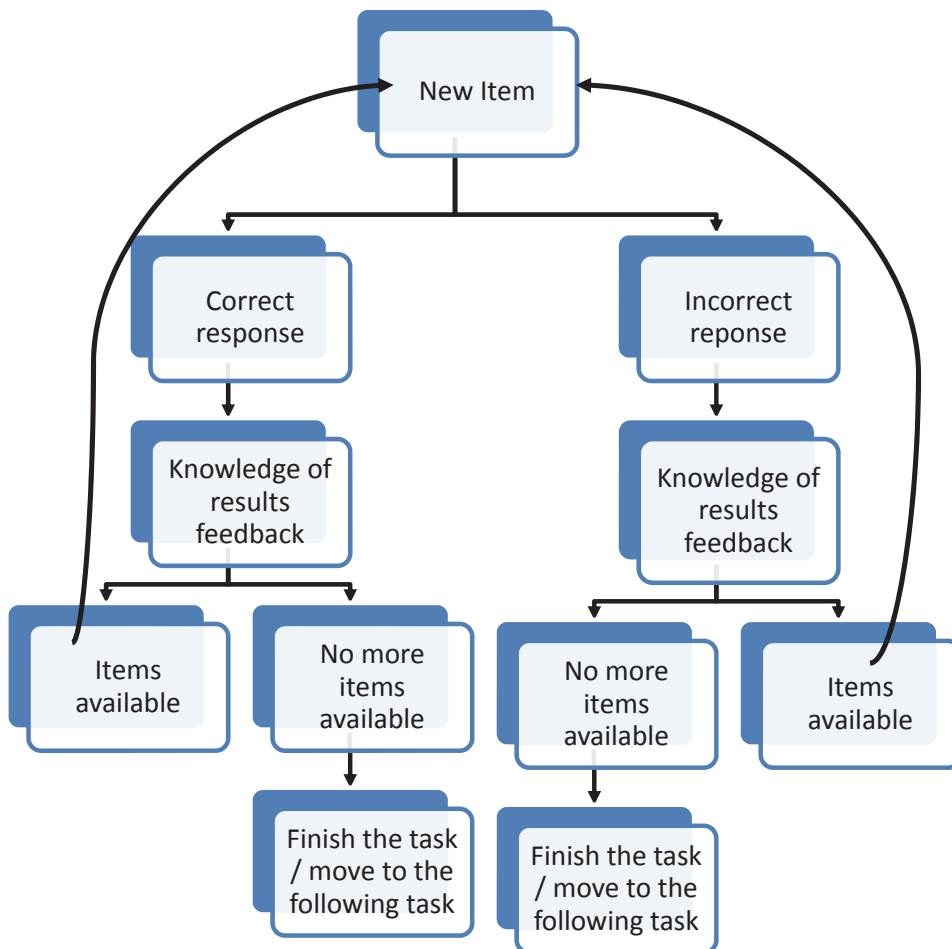 New Item
Correct
response
Incorrect
reponse
Knowledge of
results
feedback
Knowledge of
results
feedback
Items
available
No more
items
available
No more
items
available
Items
available
Finish the task
/ move to the
following task
Finish the task
/ move to the
following task